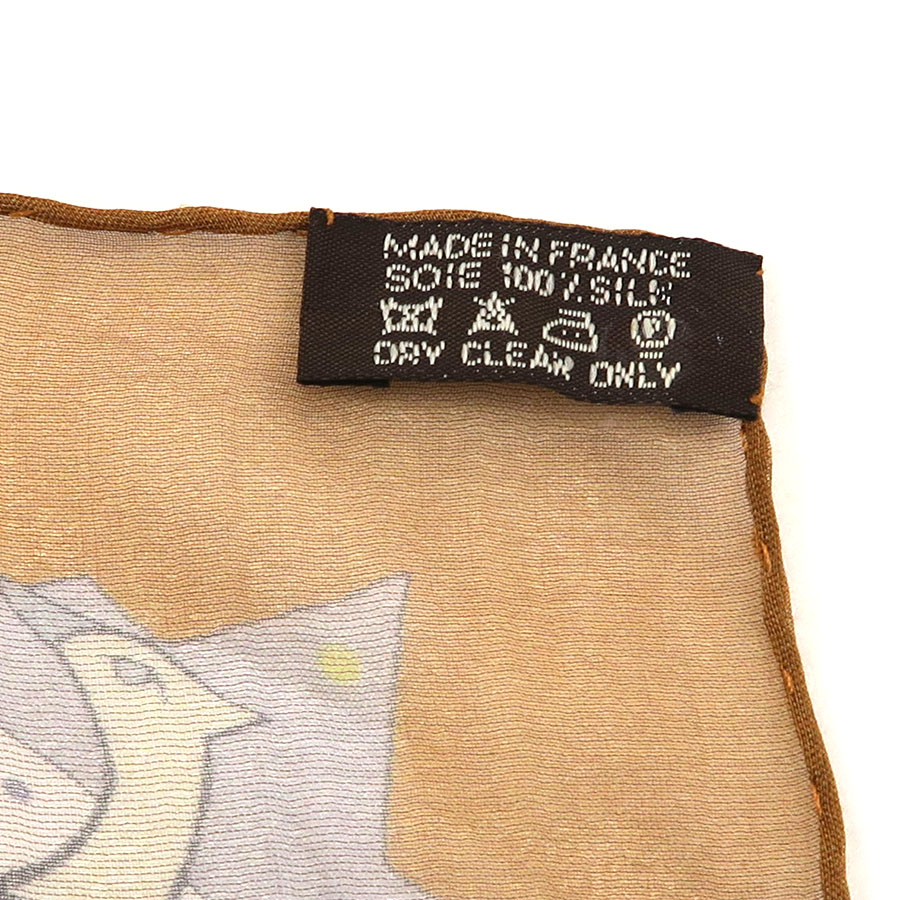 MADE IN FRANCE
SOIE 100% SILK
P
DRY CLEAN ONLY